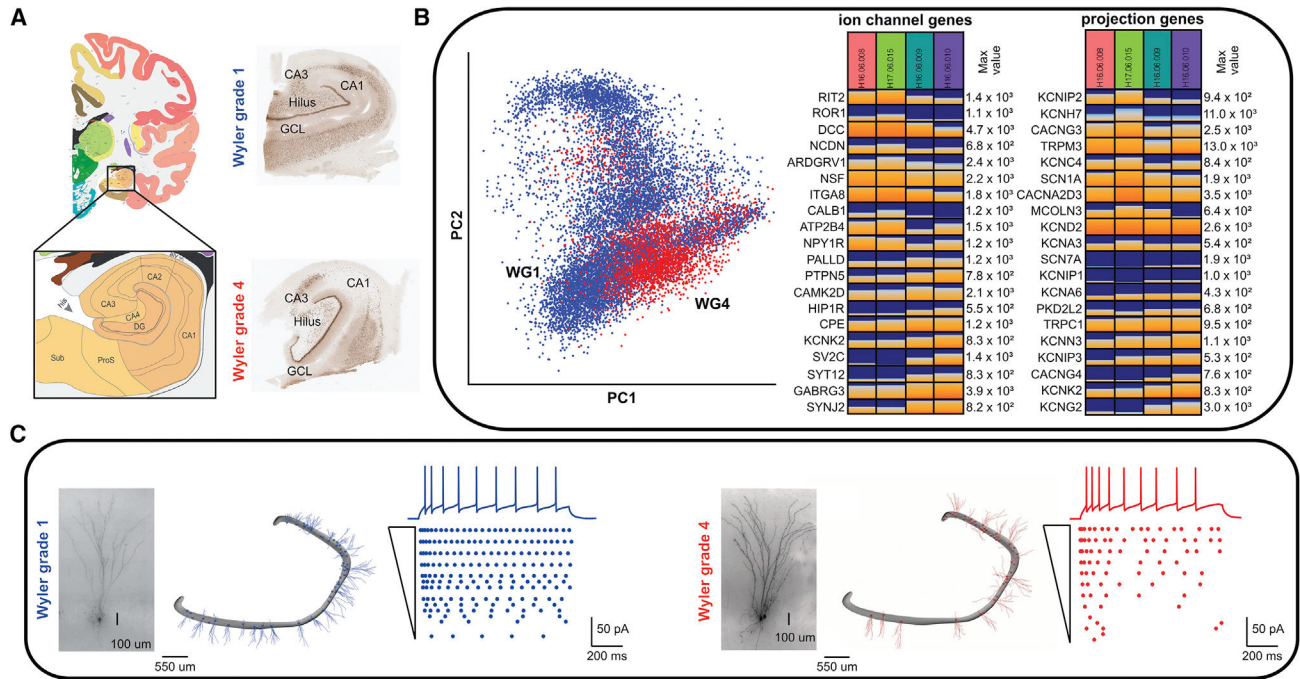 A
Wyler grade 1
CA3
CA1
Hilus
GCL
Wyler grade 4
CA1
CA3
Hilus
GCL
his
CA2
CA3
CA4
DG
CA1
Sub
ProS
B
PC2
PC1
WG1
WG4
ion channel genes
H16.06.008
H17.06.015
H16.06.009
H16.06.010
Max value
RIT2 1.4 x 10³
ROR1 1.1 x 10³
DCC 4.7 x 10³
NCDN 6.8 x 10²
ARDGRV1 2.4 x 10³
NSF 2.2 x 10³
ITGA8 1.8 x 10³
CALB1 1.2 x 10³
ATP2B4 1.5 x 10³
NPY1R 1.2 x 10³
PALLD 1.2 x 10³
PTPN5 7.8 x 10²
CAMK2D 2.1 x 10³
HIP1R 5.5 x 10²
CPE 1.2 x 10³
KCNK2 8.3 x 10²
SV2C 1.4 x 10³
SYT12 8.3 x 10²
GABRG3 3.9 x 10³
SYNJ2 8.2 x 10²
projection genes
H16.06.008
H17.06.015
H16.06.009
H16.06.010
Max value
KCNIP2 9.4 x 10²
KCNH7 11.0 x 10³
CACNG3 2.5 x 10³
TRPM3 13.0 x 10³
KCNC4 8.4 x 10²
SCN1A 1.9 x 10³
CACNA2D3 3.5 x 10³
MCOLN3 6.4 x 10²
KCND2 2.6 x 10³
KCNA3 5.4 x 10²
SCN7A 1.9 x 10³
KCNIP1 1.0 x 10³
KCNA6 4.3 x 10²
PKD2L2 6.8 x 10²
TRPC1 9.5 x 10²
KCNN3 1.1 x 10³
KCNIP3 5.3 x 10²
CACNG4 7.6 x 10²
KCNK2 8.3 x 10²
KCNG2 3.0 x 10³
C
Wyler grade 1
100 um
550 um
50 pA
200 ms
Wyler grade 4
100 um
550 um
50 pA
200 ms